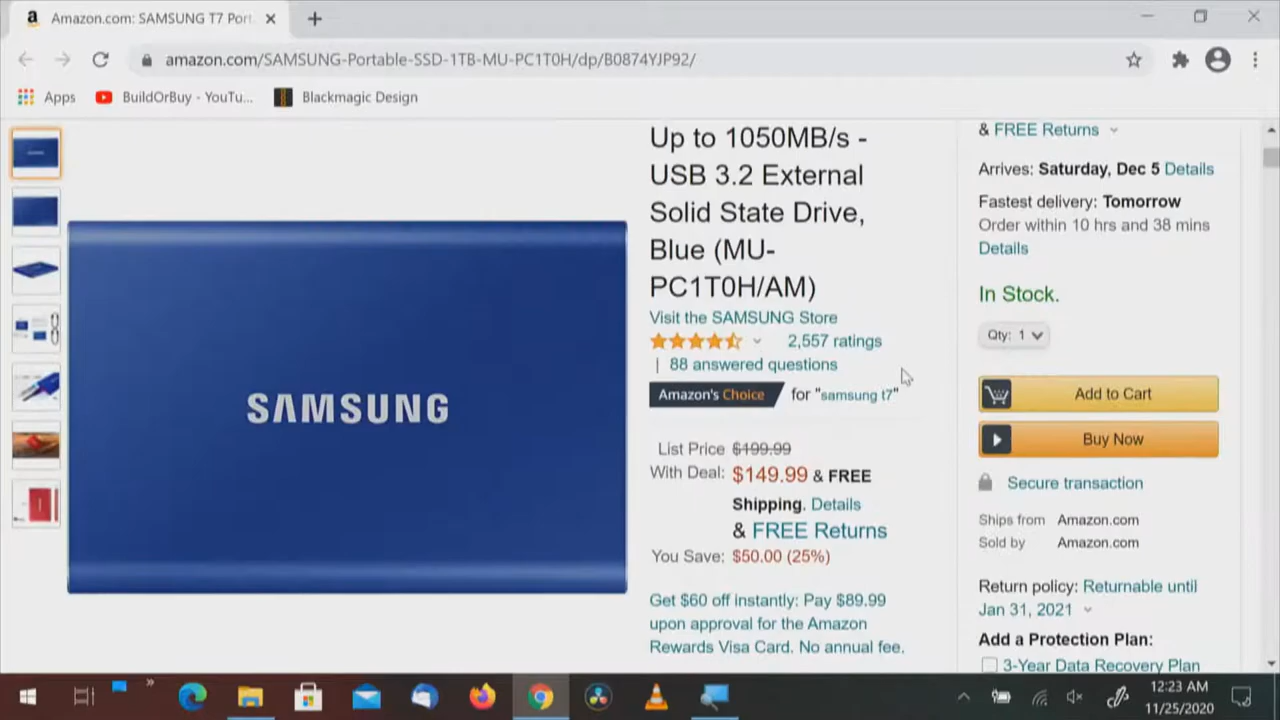 Amazon.com: SAMSUNG T7 Port
amazon.com/SAMSUNG-Portable-SSD-1TB-MU-PC1T0H/dp/B0874YJP92/
Apps
BuildOrBuy - YouTu...
Blackmagic Design
SAMSUNG
Up to 1050MB/s -
USB 3.2 External
Solid State Drive,
Blue (MU-
PC1T0H/AM)
Visit the SAMSUNG Store
2,557 ratings
| 88 answered questions
Amazon's Choice for "samsung t7"
List Price $199.99
With Deal: $149.99 & FREE
Shipping. Details
& FREE Returns
You Save: $50.00 (25%)
Get $60 off instantly: Pay $89.99
upon approval for the Amazon
Rewards Visa Card. No annual fee.
& FREE Returns
Arrives: Saturday, Dec 5 Details
Fastest delivery: Tomorrow
Order within 10 hrs and 38 mins
Details
In Stock.
Qty: 1
Add to Cart
Buy Now
Secure transaction
Ships from Amazon.com
Sold by Amazon.com
Return policy: Returnable until
Jan 31, 2021
Add a Protection Plan:
3-Year Data Recovery Plan
12:23 AM
11/25/2020